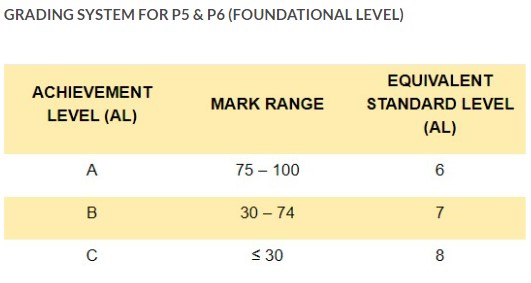 GRADING SYSTEM FOR P5 & P6 (FOUNDATIONAL LEVEL)
ACHIEVEMENT LEVEL (AL) MARK RANGE EQUIVALENT STANDARD LEVEL (AL)
A 75 – 100 6
B 30 – 74 7
C ≤ 30 8